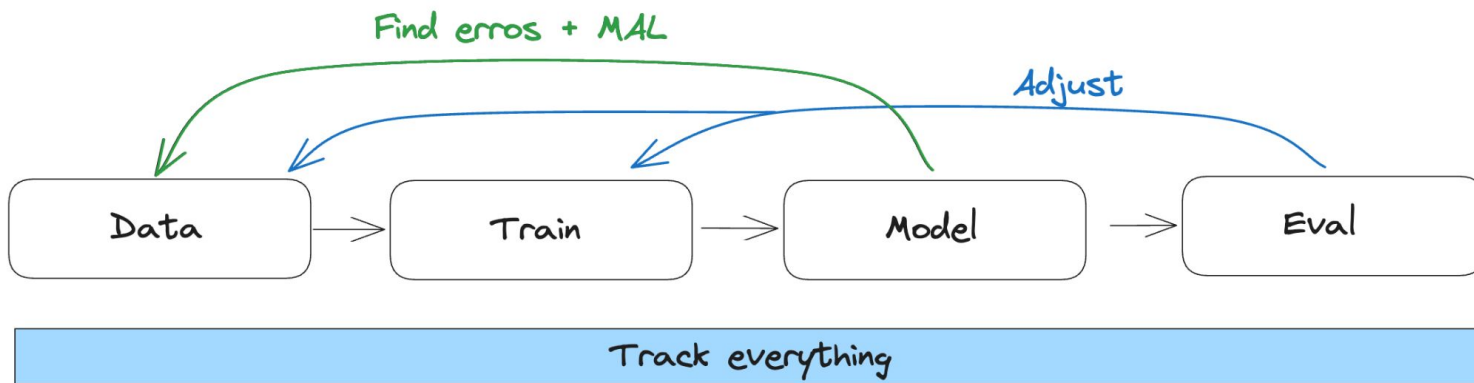 Find erros + MAL
Adjust
Data
Train
Model
Eval
Track everything